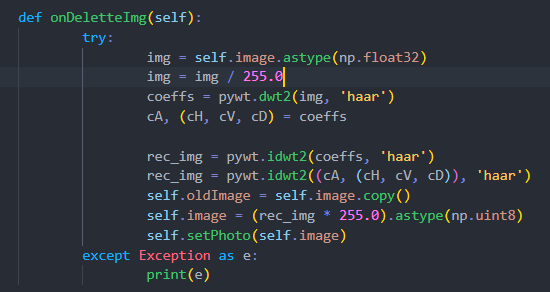 def onDeletteImg(self):
try:
img = self.image.astype(np.float32)
img = img / 255.0
coeffs = pywt.dwt2(img, 'haar')
cA, (cH, cV, cD) = coeffs
rec_img = pywt.idwt2(coeffs, 'haar')
rec_img = pywt.idwt2((cA, (cH, cV, cD)), 'haar')
self.oldImage = self.image.copy()
self.image = (rec_img * 255.0).astype(np.uint8)
self.setPhoto(self.image)
except Exception as e:
print(e)